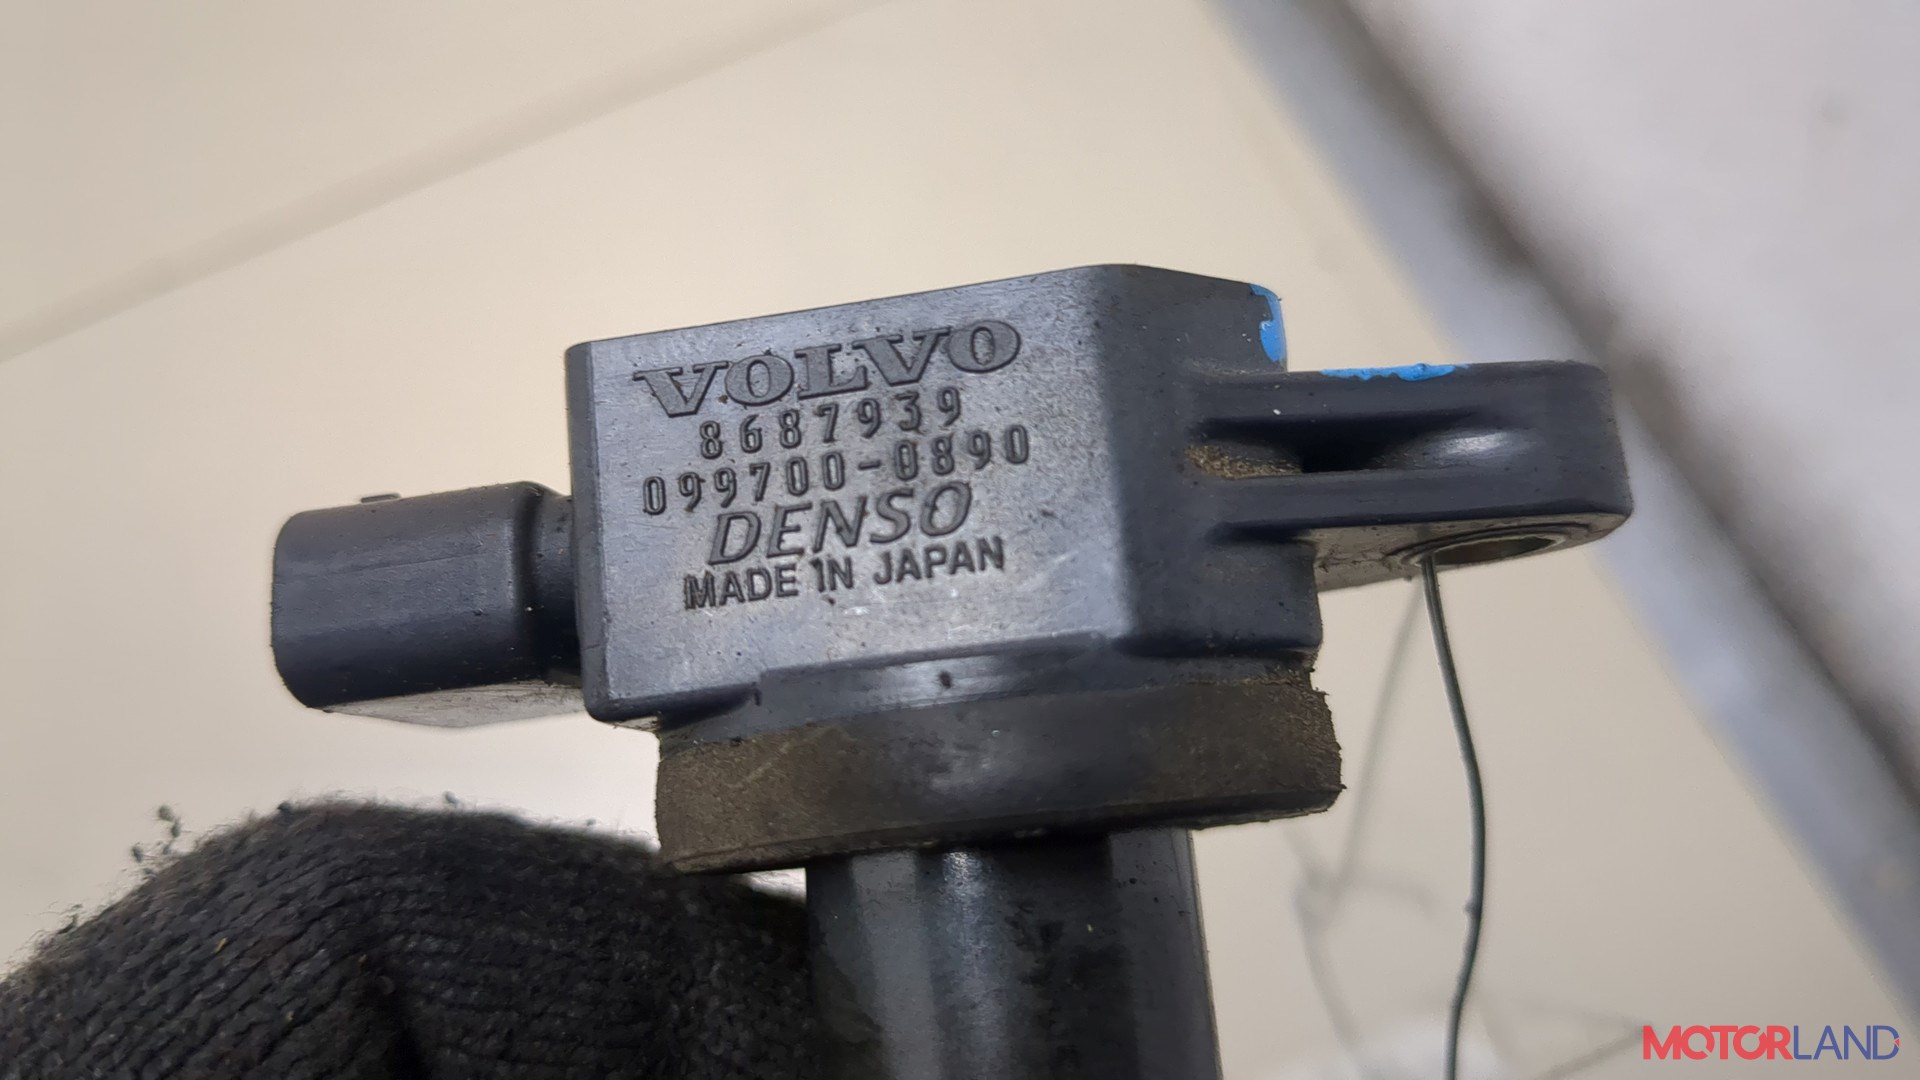 VOLVO
8687939
099700-0890
DENSO
MADE IN JAPAN
MOTORLAND